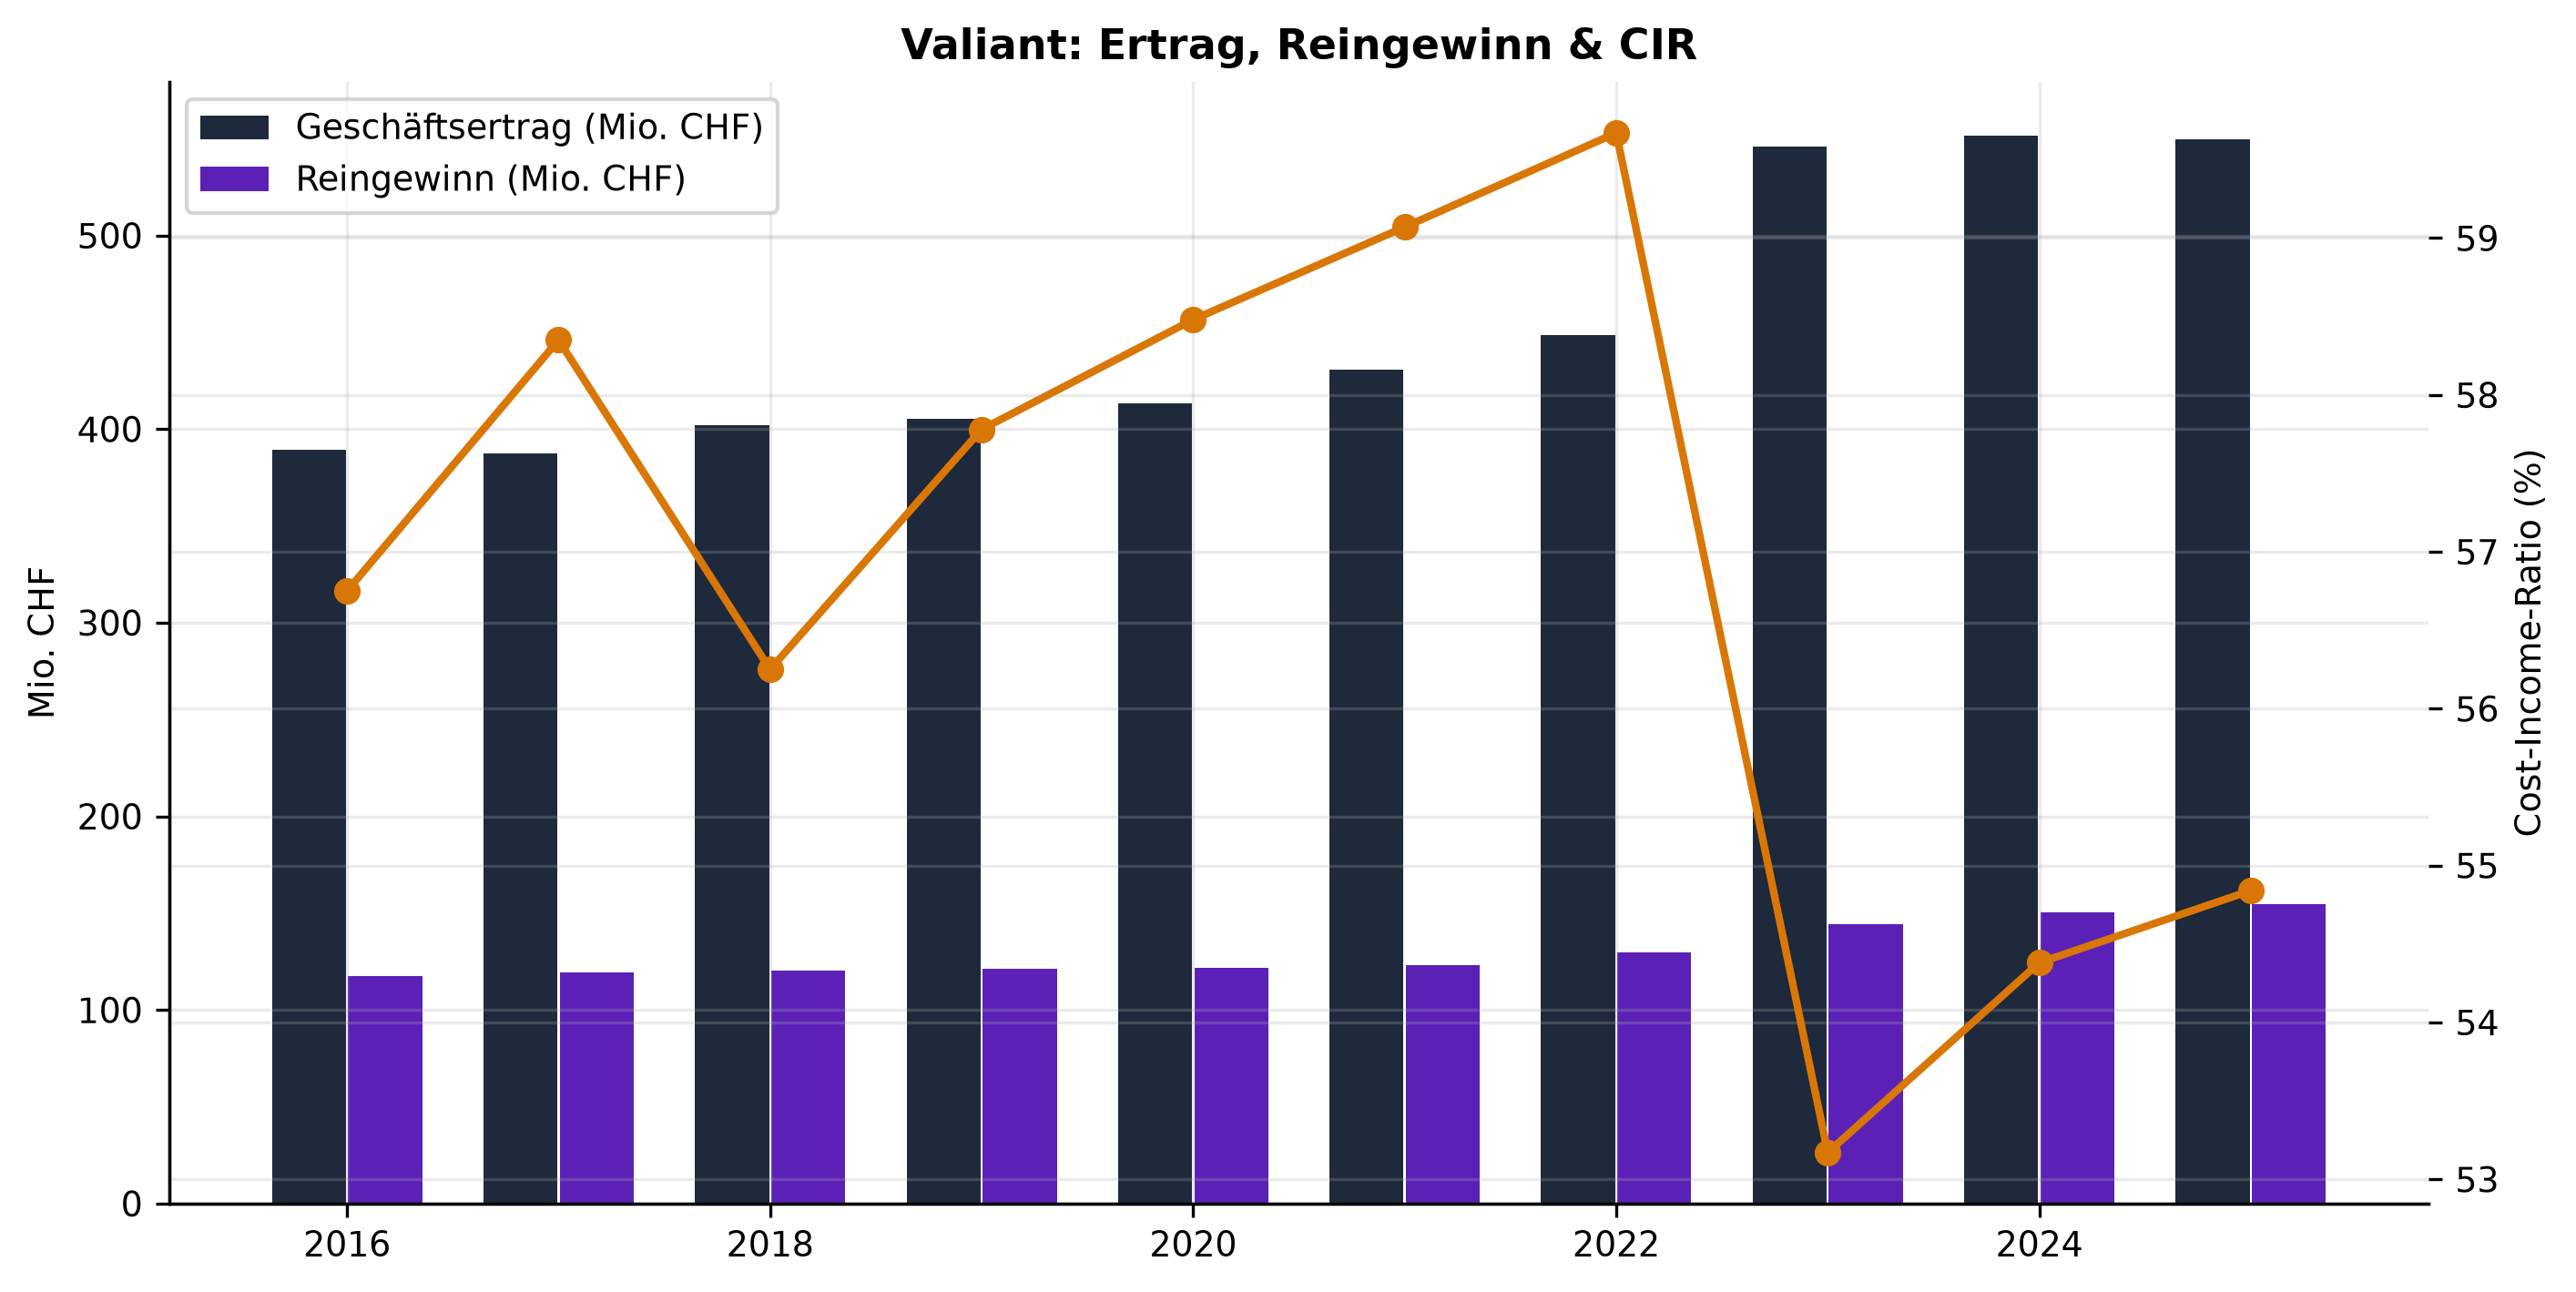 Valiant: Ertrag, Reingewinn & CIR
Geschäftsertrag (Mio. CHF)
Reingewinn (Mio. CHF)
Mio. CHF
500
400
300
200
100
0
59
58
57
56
55
54
53
Cost-Income-Ratio (%)
2016 2018 2020 2022 2024